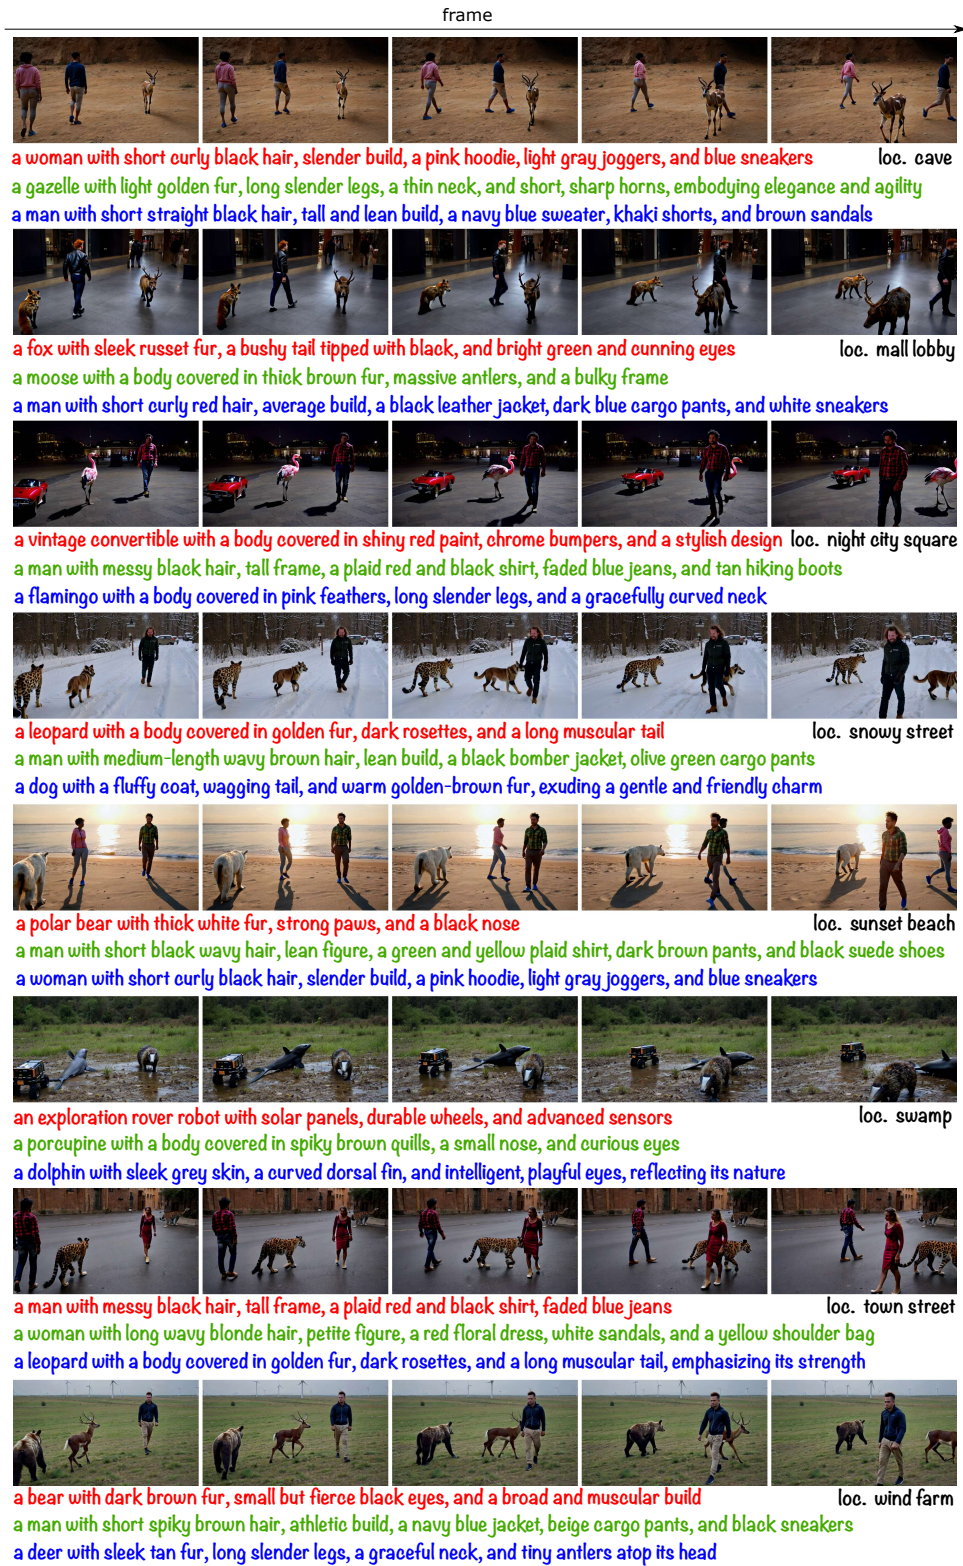 frame
a woman with short curly black hair, slender build, a pink hoodie, light gray joggers, and blue sneakers loc. cave
a gazelle with light golden fur, long slender legs, a thin neck, and short, sharp horns, embodying elegance and agility
a man with short straight black hair, tall and lean build, a navy blue sweater, khaki shorts, and brown sandals
a fox with sleek russet fur, a bushy tail tipped with black, and bright green and cunning eyes loc. mall lobby
a moose with a body covered in thick brown fur, massive antlers, and a bulky frame
a man with short curly red hair, average build, a black leather jacket, dark blue cargo pants, and white sneakers
a vintage convertible with a body covered in shiny red paint, chrome bumpers, and a stylish design loc. night city square
a man with messy black hair, tall frame, a plaid red and black shirt, faded blue jeans, and tan hiking boots
a flamingo with a body covered in pink feathers, long slender legs, and a gracefully curved neck
a leopard with a body covered in golden fur, dark rosettes, and a long muscular tail loc. snowy street
a man with medium-length wavy brown hair, lean build, a black bomber jacket, olive green cargo pants
a dog with a fluffy coat, wagging tail, and warm golden-brown fur, exuding a gentle and friendly charm
a polar bear with thick white fur, strong paws, and a black nose loc. sunset beach
a man with short black wavy hair, lean figure, a green and yellow plaid shirt, dark brown pants, and black suede shoes
a woman with short curly black hair, slender build, a pink hoodie, light gray joggers, and blue sneakers
an exploration rover robot with solar panels, durable wheels, and advanced sensors loc. swamp
a porcupine with a body covered in spiky brown quills, a small nose, and curious eyes
a dolphin with sleek grey skin, a curved dorsal fin, and intelligent, playful eyes, reflecting its nature
a man with messy black hair, tall frame, a plaid red and black shirt, faded blue jeans loc. town street
a woman with long wavy blonde hair, petite figure, a red floral dress, white sandals, and a yellow shoulder bag
a leopard with a body covered in golden fur, dark rosettes, and a long muscular tail, emphasizing its strength
a bear with dark brown fur, small but fierce black eyes, and a broad and muscular build loc. wind farm
a man with short spiky brown hair, athletic build, a navy blue jacket, beige cargo pants, and black sneakers
a deer with sleek tan fur, long slender legs, a graceful neck, and tiny antlers atop its head